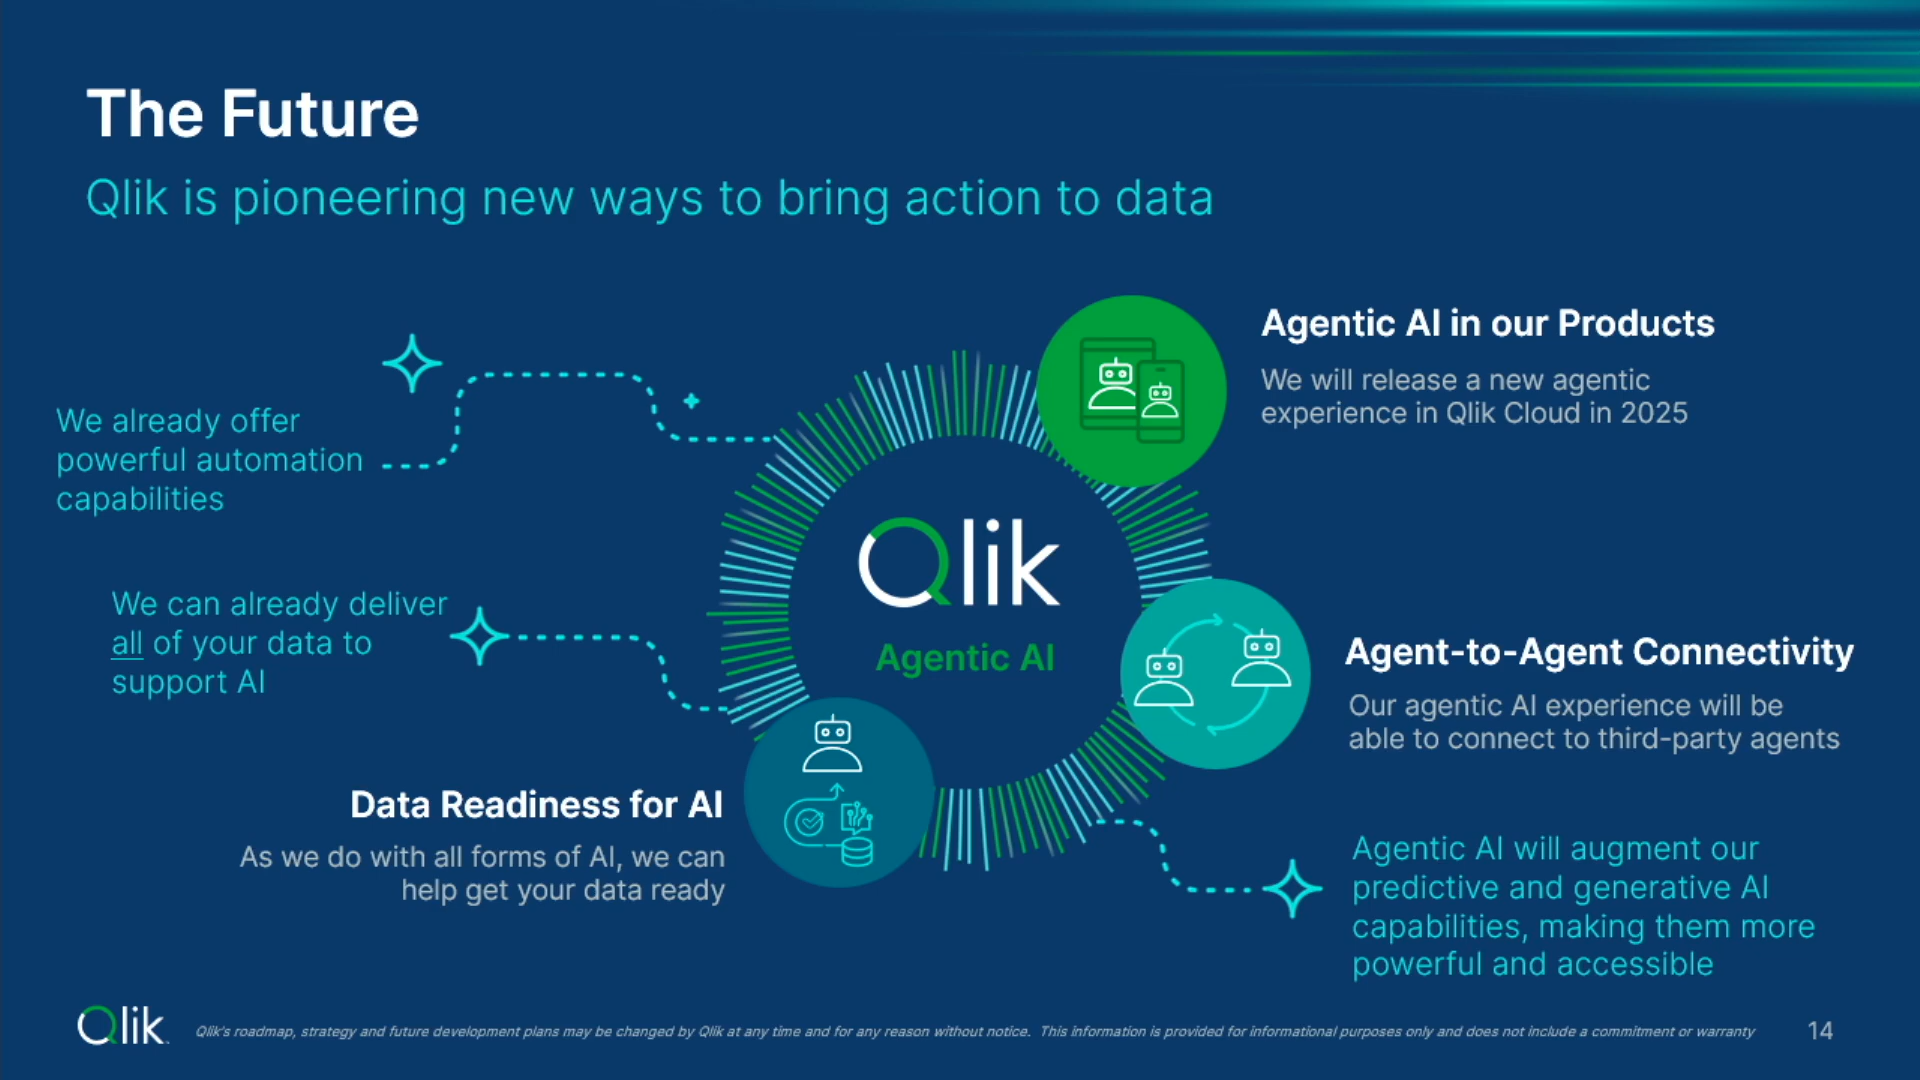 The Future
Qlik is pioneering new ways to bring action to data
We already offer
powerful automation
capabilities
We can already deliver
all of your data to
support AI
Data Readiness for AI
As we do with all forms of AI, we can
help get your data ready
Qlik
Agentic AI
Agentic AI in our Products
We will release a new agentic
experience in Qlik Cloud in 2025
Agent-to-Agent Connectivity
Our agentic AI experience will be
able to connect to third-party agents
Agentic AI will augment our
predictive and generative AI
capabilities, making them more
powerful and accessible
Qlik
Qlik's roadmap, strategy and future development plans may be changed by Qlik at any time and for any reason without notice. This information is provided for informational purposes only and does not include a commitment or warranty
14